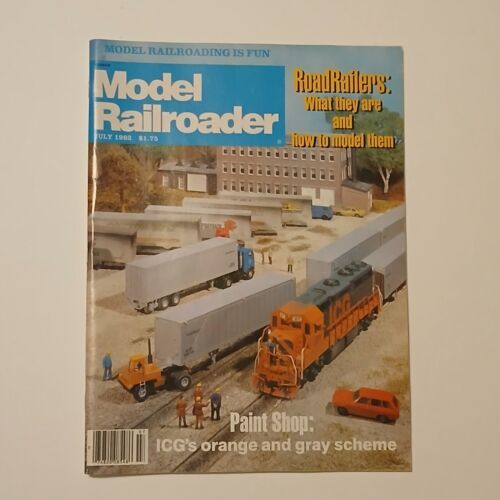 MODEL RAILROADING IS FUN
Model
Railroader
JULY 1982 $1.75
RoadRailers:
What they are
and
how to model them
ICG
Paint Shop:
ICG's orange and gray scheme